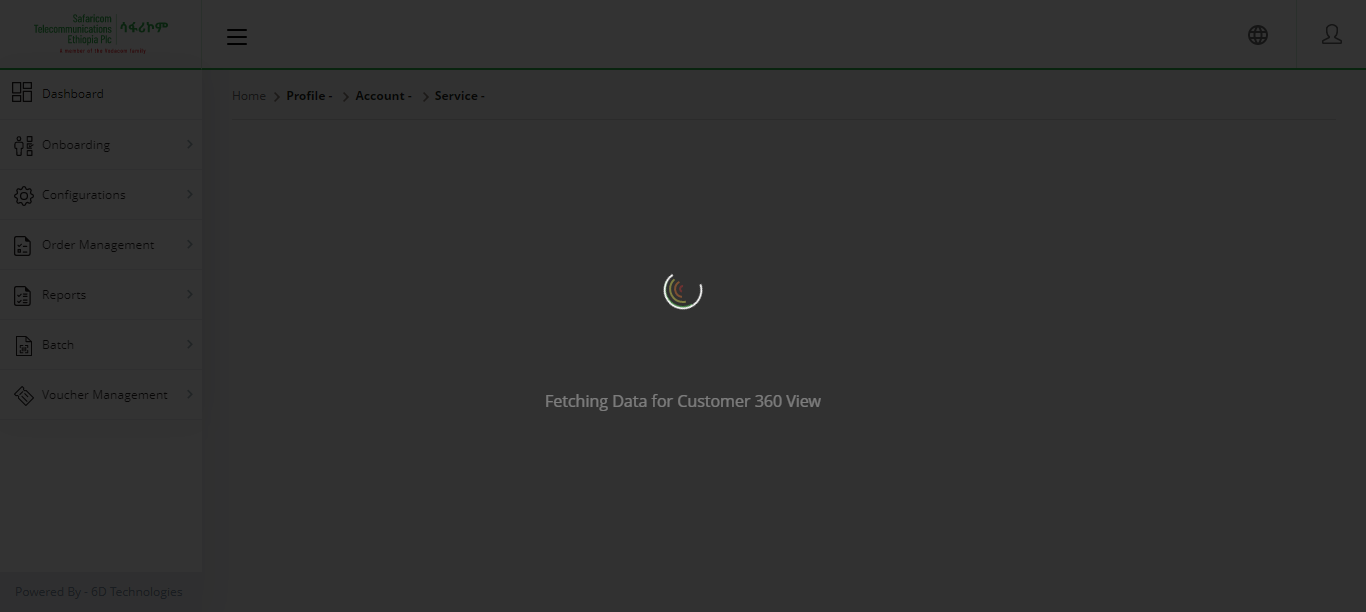 Safaricom
Telecommunications
Ethiopia Plc
ሳፋሪኮም
A member of the Vodacom family
Home > Profile - > Account - > Service -
Dashboard
Onboarding
Configurations
Order Management
Reports
Batch
Voucher Management
Fetching Data for Customer 360 View
Powered By - 6D Technologies